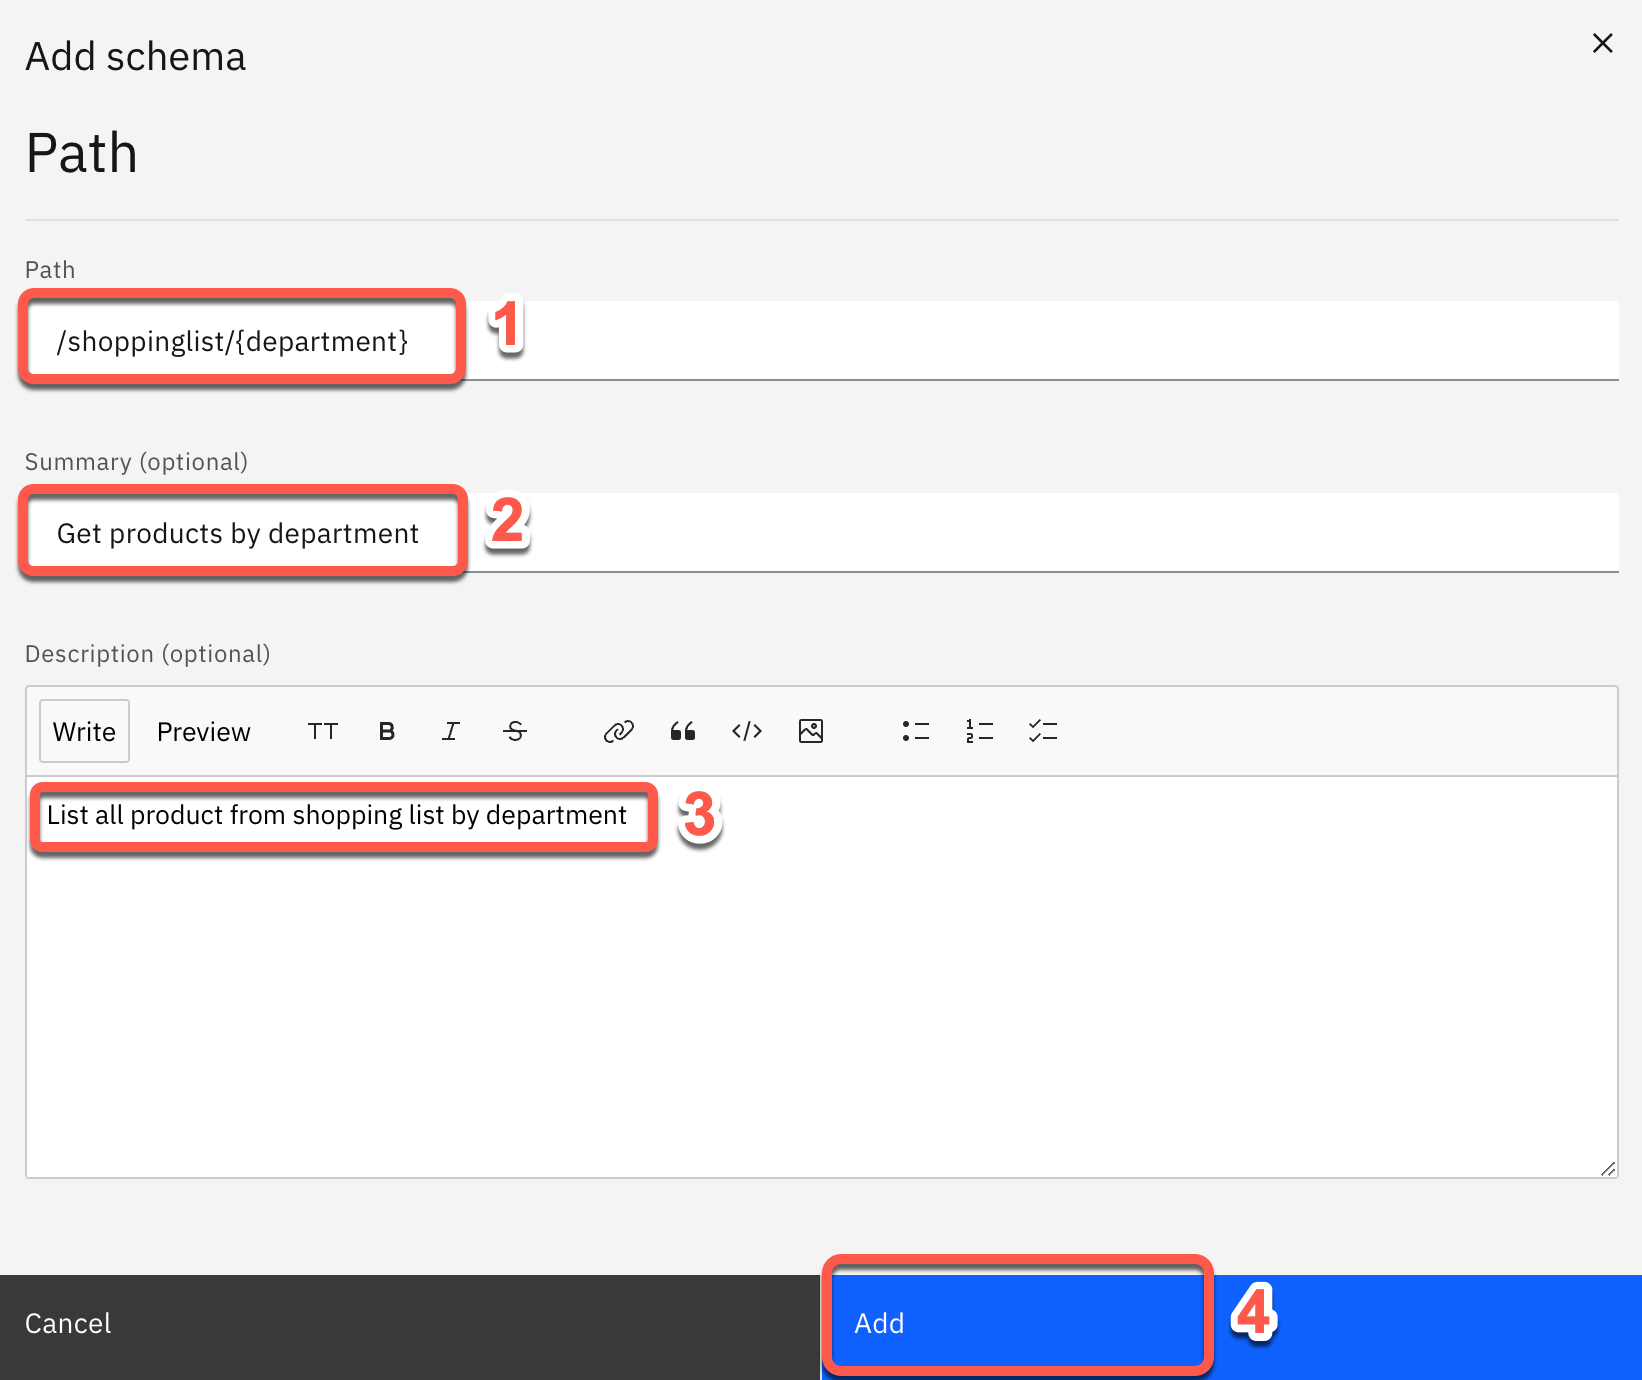 Add schema
Path
Path
/shoppinglist/{department}
1
Summary (optional)
Get products by department
2
Description (optional)
Write Preview TT B I S
List all product from shopping list by department
3
Cancel
Add
4